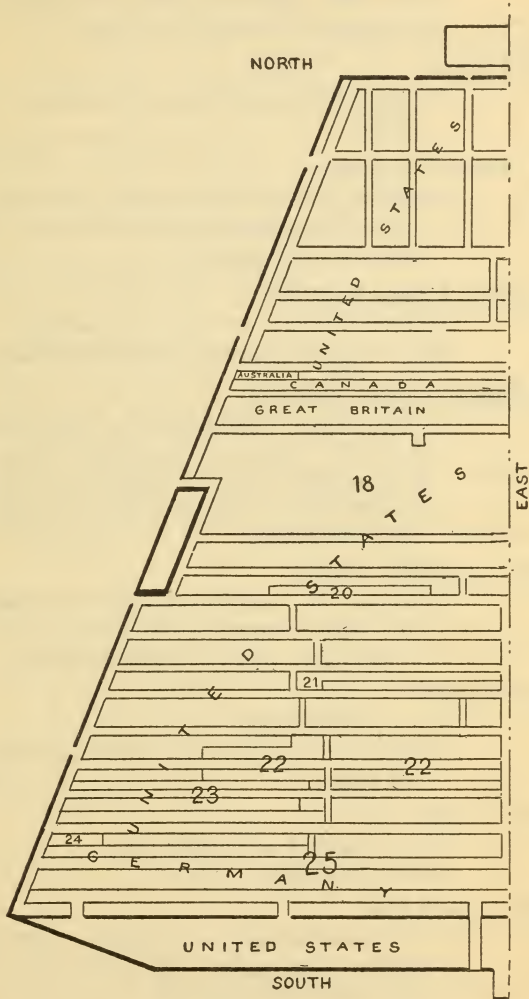 NORTH
UNITED STATES
AUSTRALIA
CANADA
GREAT BRITAIN
EAST
18
UNITED STATES
20
21
22 22
23
24
25
GERMANY
UNITED STATES
SOUTH